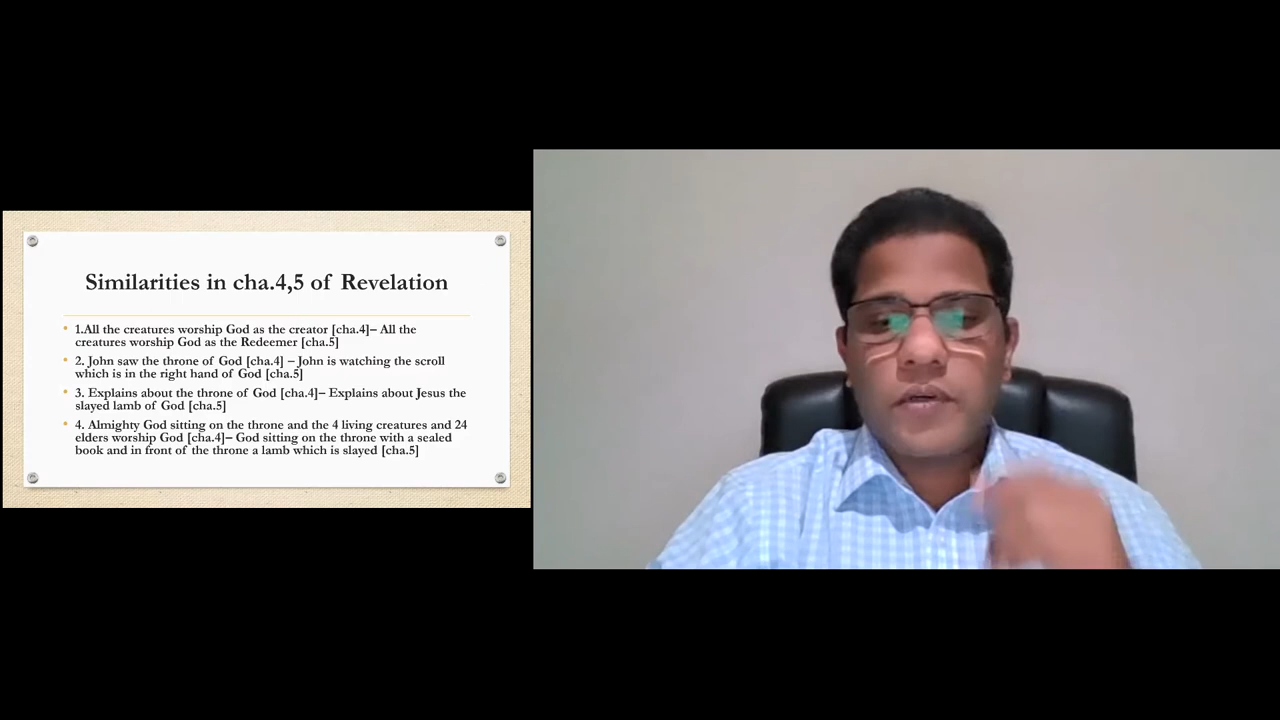 Similarities in cha.4,5 of Revelation
• 1.All the creatures worship God as the creator [cha.4]– All the
creatures worship God as the Redeemer [cha.5]
• 2. John saw the throne of God [cha.4] – John is watching the scroll
which is in the right hand of God [cha.5]
• 3. Explains about the throne of God [cha.4]– Explains about Jesus the
slayed lamb of God [cha.5]
• 4. Almighty God sitting on the throne and the 4 living creatures and 24
elders worship God [cha.4]– God sitting on the throne with a sealed
book and in front of the throne a lamb which is slayed [cha.5]